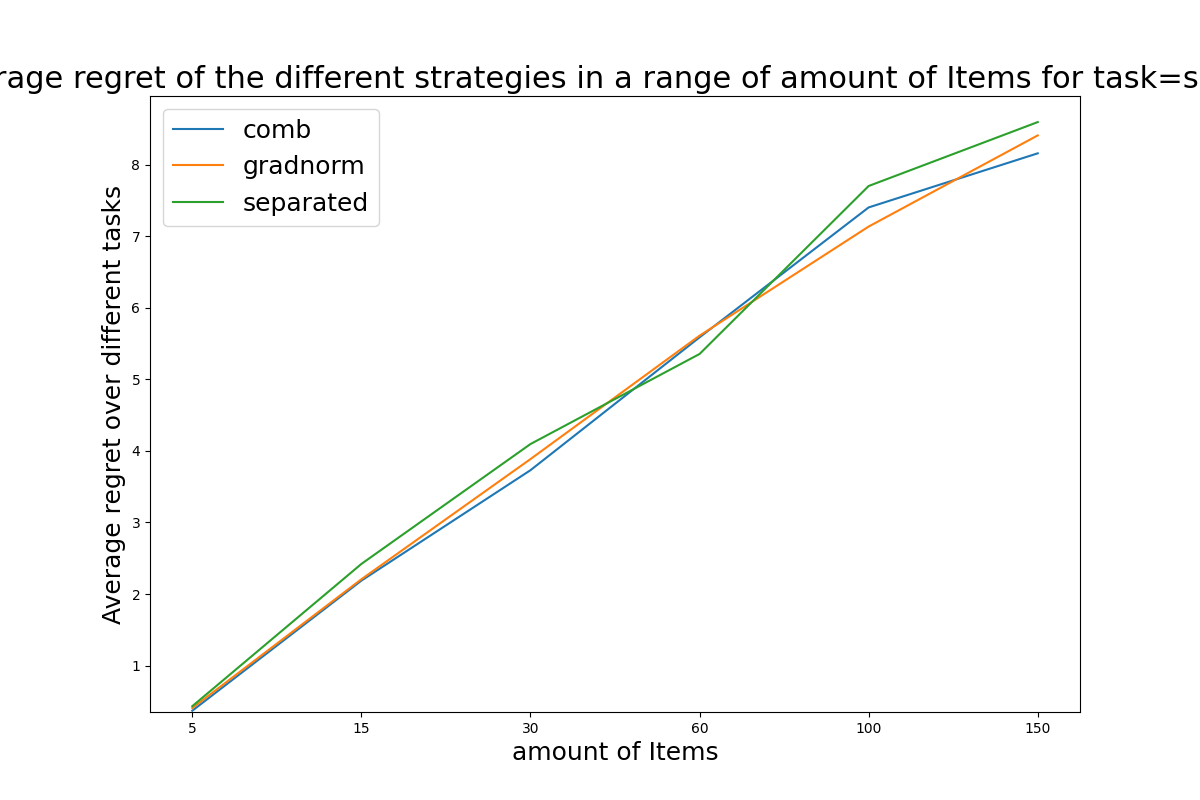 rage regret of the different strategies in a range of amount of Items for task=s
comb
gradnorm
separated
Average regret over different tasks
8
7
6
5
4
3
2
1
5 15 30 60 100 150
amount of Items